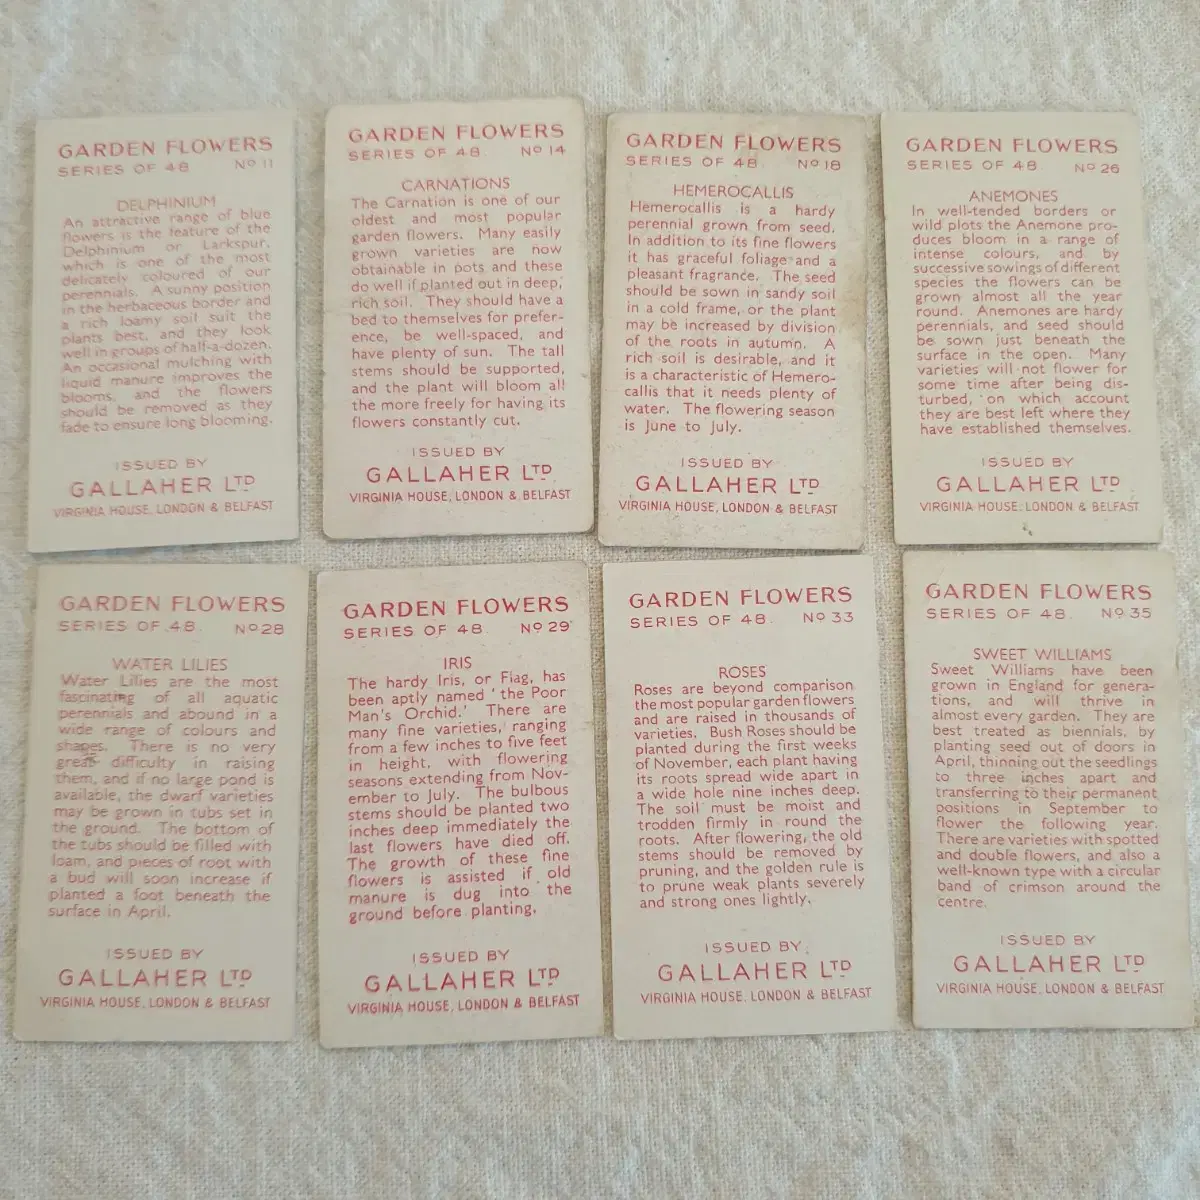 GARDEN FLOWERS
SERIES OF 48 Nº 11
DELPHINIUM
An attractive range of blue
flowers is the feature of the
Delphinium or Larkspur,
which is one of the most
delicately coloured of our
perennials. A sunny position
in the herbaceous border and
a rich loamy soil suit the
plants best, and they look
well in groups of half-a-dozen.
An occasional mulching with
liquid manure improves the
blooms, and the flowers
should be removed as they
fade to ensure long blooming.
ISSUED BY
GALLAHER LTD
VIRGINIA HOUSE, LONDON & BELFAST
GARDEN FLOWERS
SERIES OF 48. Nº 14
CARNATIONS
The Carnation is one of our
oldest and most popular
garden flowers. Many easily
grown varieties are now
obtainable in pots and these
do well if planted out in deep,
rich soil. They should have a
bed to themselves for prefer-
ence, be well-spaced, and
have plenty of sun. The tall
stems should be supported,
and the plant will bloom all
the more freely for having its
flowers constantly cut.
ISSUED BY
GALLAHER LTD
VIRGINIA HOUSE, LONDON & BELFAST
GARDEN FLOWERS
SERIES OF 48. Nº 18
HEMEROCALLIS
Hemerocallis is a hardy
perennial grown from seed.
In addition to its fine flowers
it has graceful foliage and a
pleasant fragrance. The seed
should be sown in sandy soil
in a cold frame, or the plant
may be increased by division
of the roots in autumn. A
rich soil is desirable, and it
is a characteristic of Hemero-
callis that it needs plenty of
water. The flowering season
is June to July.
ISSUED BY
GALLAHER LTD
VIRGINIA HOUSE, LONDON & BELFAST
GARDEN FLOWERS
SERIES OF 48. Nº 26
ANEMONES
In well-tended borders or
wild plots the Anemone pro-
duces bloom in a range of
intense colours, and by
successive sowings of different
species the flowers can be
grown almost all the year
round. Anemones are hardy
perennials, and seed should
be sown just beneath the
surface in the open. Many
varieties will not flower for
some time after being dis-
turbed, on which account
they are best left where they
have established themselves.
ISSUED BY
GALLAHER LTD
VIRGINIA HOUSE, LONDON & BELFAST
GARDEN FLOWERS
SERIES OF 48. Nº 28
WATER LILIES
Water Lilies are the most
fascinating of all aquatic
perennials and abound in a
wide range of colours and
shapes. There is no very
great difficulty in raising
them, and if no large pond is
available, the dwarf varieties
may be grown in tubs set in
the ground. The bottom of
the tubs should be filled with
loam, and pieces of root with
a bud will soon increase if
planted a foot beneath the
surface in April.
ISSUED BY
GALLAHER LTD
VIRGINIA HOUSE, LONDON & BELFAST
GARDEN FLOWERS
SERIES OF 48. Nº 29
IRIS
The hardy Iris, or Flag, has
been aptly named 'the Poor
Man's Orchid.' There are
many fine varieties, ranging
from a few inches to five feet
in height, with flowering
seasons extending from Nov-
ember to July. The bulbous
stems should be planted two
inches deep immediately the
last flowers have died off.
The growth of these fine
flowers is assisted if old
manure is dug into the
ground before planting.
ISSUED BY
GALLAHER LTD
VIRGINIA HOUSE, LONDON & BELFAST
GARDEN FLOWERS
SERIES OF 48. Nº 33
ROSES
Roses are beyond comparison
the most popular garden flowers
and are raised in thousands of
varieties. Bush Roses should be
planted during the first weeks
of November, each plant having
its roots spread wide apart in
a wide hole nine inches deep.
The soil must be moist and
trodden firmly in round the
roots. After flowering, the old
stems should be removed by
pruning, and the golden rule is
to prune weak plants severely
and strong ones lightly.
ISSUED BY
GALLAHER LTD
VIRGINIA HOUSE, LONDON & BELFAST
GARDEN FLOWERS
SERIES OF 48. Nº 35
SWEET WILLIAMS
Sweet Williams have been
grown in England for genera-
tions, and will thrive in
almost every garden. They are
best treated as biennials, by
planting seed out of doors in
April, thinning out the seedlings
to three inches apart and
transferring to their permanent
positions in September to
flower the following year.
There are varieties with spotted
and double flowers, and also a
well-known type with a circular
band of crimson around the
centre.
ISSUED BY
GALLAHER LTD
VIRGINIA HOUSE, LONDON & BELFAST